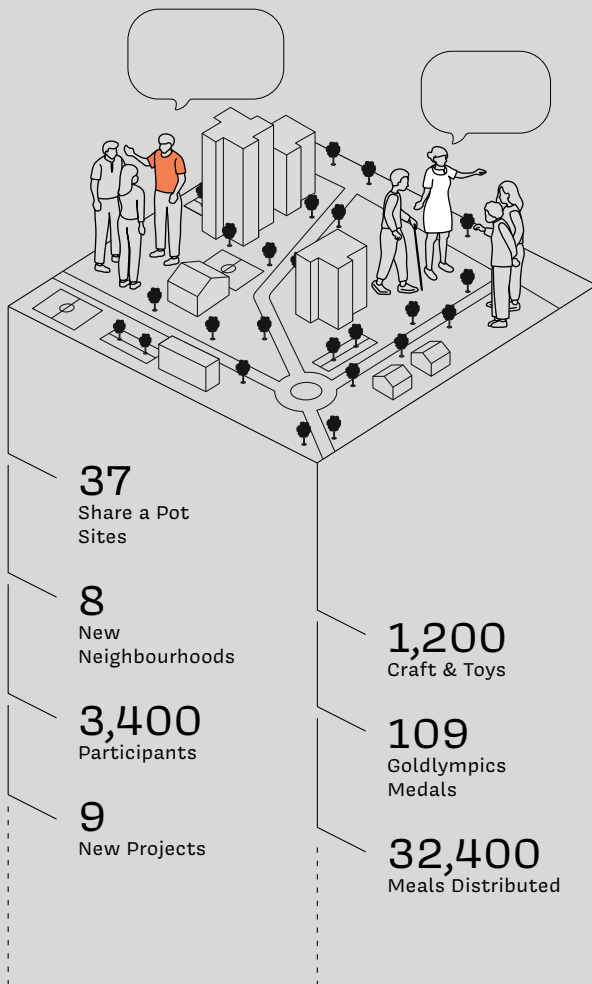 37
Share a Pot
Sites
8
New
Neighbourhoods
3,400
Participants
9
New Projects
1,200
Craft & Toys
109
Goldlympics
Medals
32,400
Meals Distributed